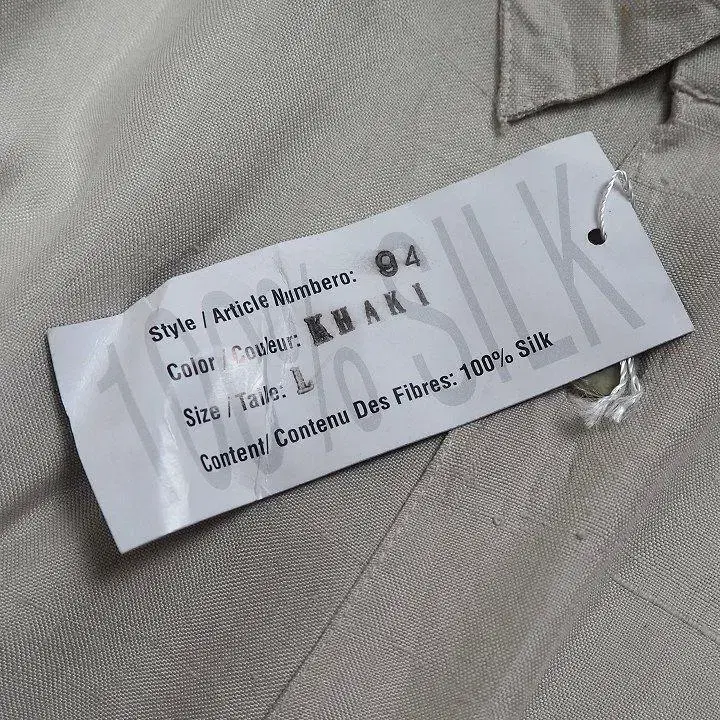 100% SILK
Style / Article Numbero: 94
Color / Couleur: KHAKI
Size / Taile: L
Content/ Contenu Des Fibres: 100% Silk